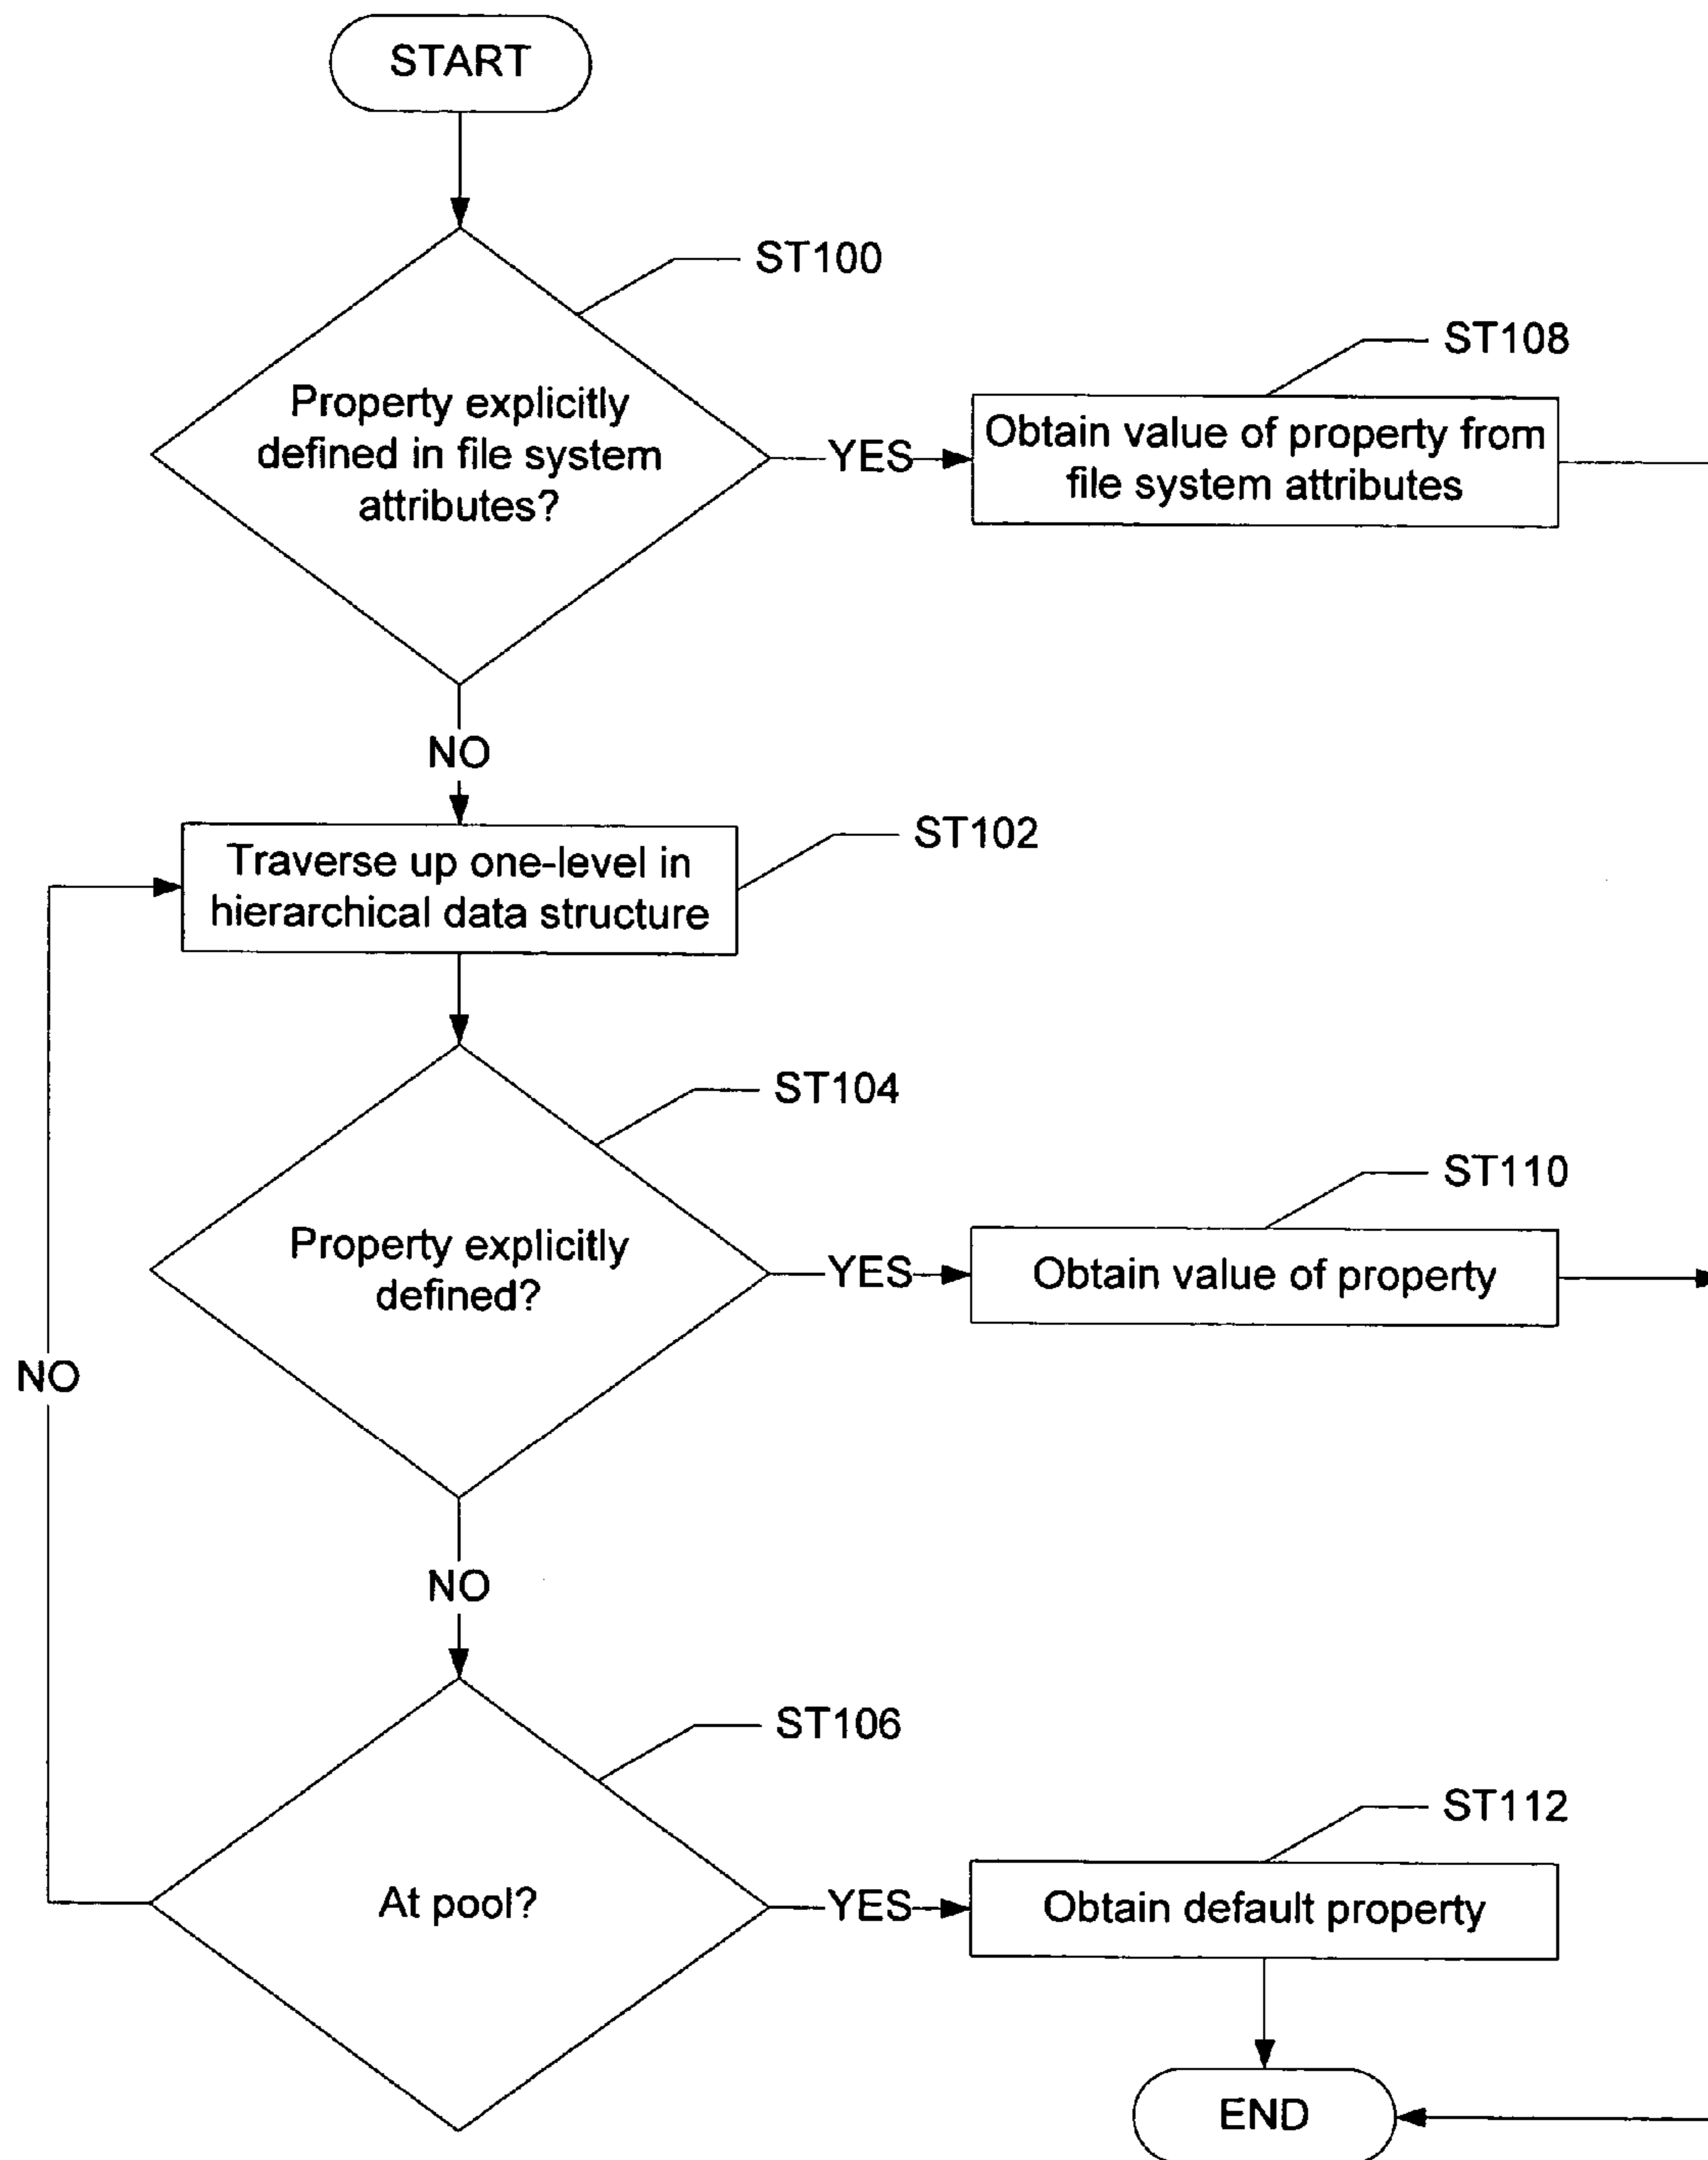 START
ST100
Property explicitly
defined in file system
attributes?
YES
ST108
Obtain value of property from
file system attributes
NO
Traverse up one-level in
hierarchical data structure
ST102
ST104
Property explicitly
defined?
YES
ST110
Obtain value of property
NO
NO
ST106
At pool?
YES
ST112
Obtain default property
END